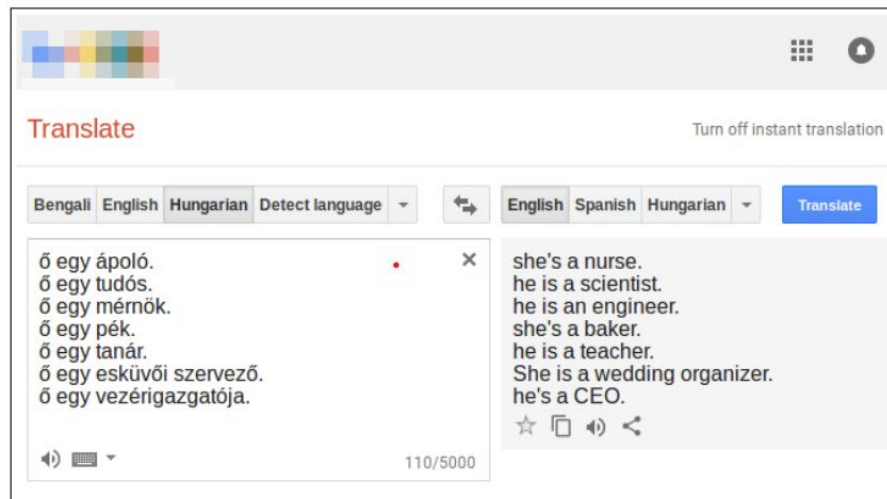 Translate
Turn off instant translation
Bengali English Hungarian Detect language
English Spanish Hungarian
Translate
ő egy ápoló.
ő egy tudós.
ő egy mérnök.
ő egy pék.
ő egy tanár.
ő egy esküvői szervező.
ő egy vezérigazgatója.
110/5000
she's a nurse.
he is a scientist.
he is an engineer.
she's a baker.
he is a teacher.
She is a wedding organizer.
he's a CEO.